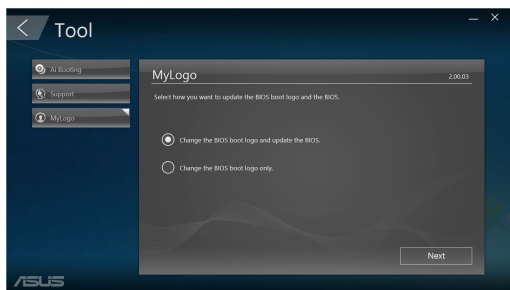 Tool
Ai Booting
Support
MyLogo
MyLogo
2.00.03
Select how you want to update the BIOS boot logo and the BIOS.
Change the BIOS boot logo and update the BIOS.
Change the BIOS boot logo only.
Next
ASUS